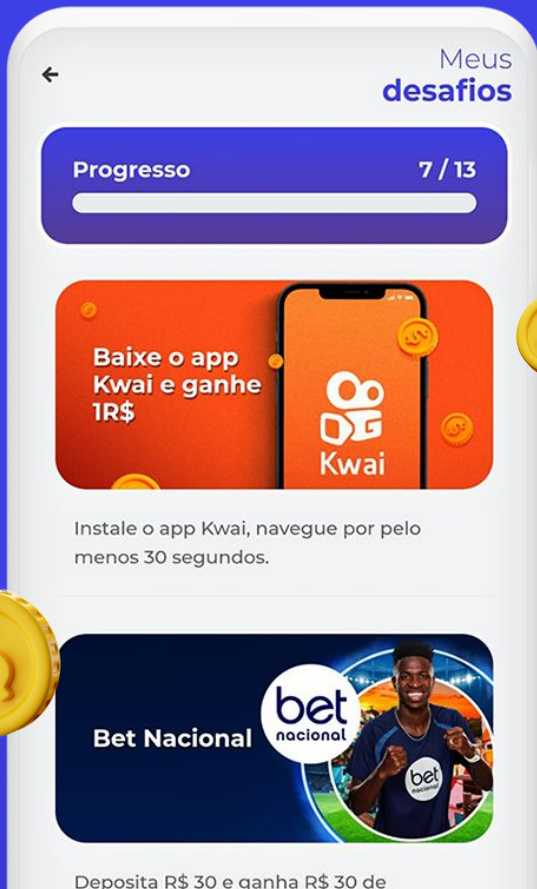 Meus
desafios
Progresso 7 / 13
Baixe o app
Kwai e ganhe
1R$
Kwai
Instale o app Kwai, navegue por pelo
menos 30 segundos.
Bet Nacional
bet
nacional
bet
nacional
Deposita R$ 30 e ganha R$ 30 de